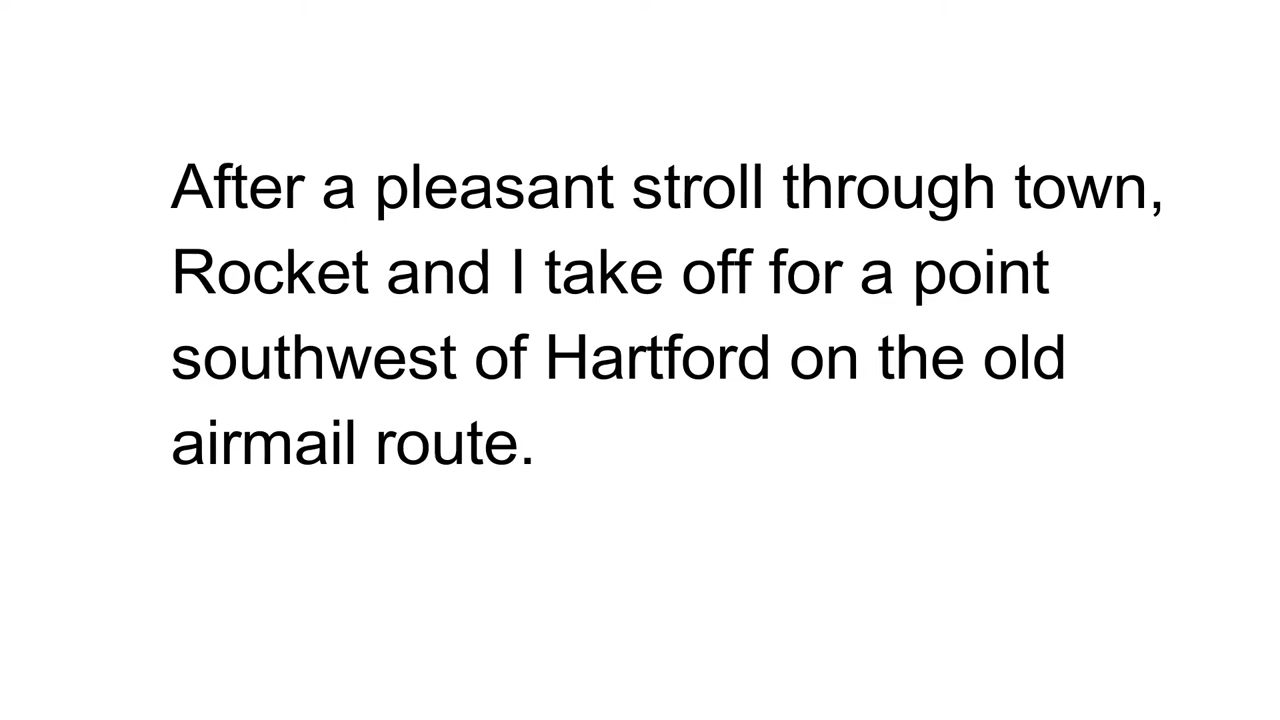 After a pleasant stroll through town,
Rocket and I take off for a point
southwest of Hartford on the old
airmail route.